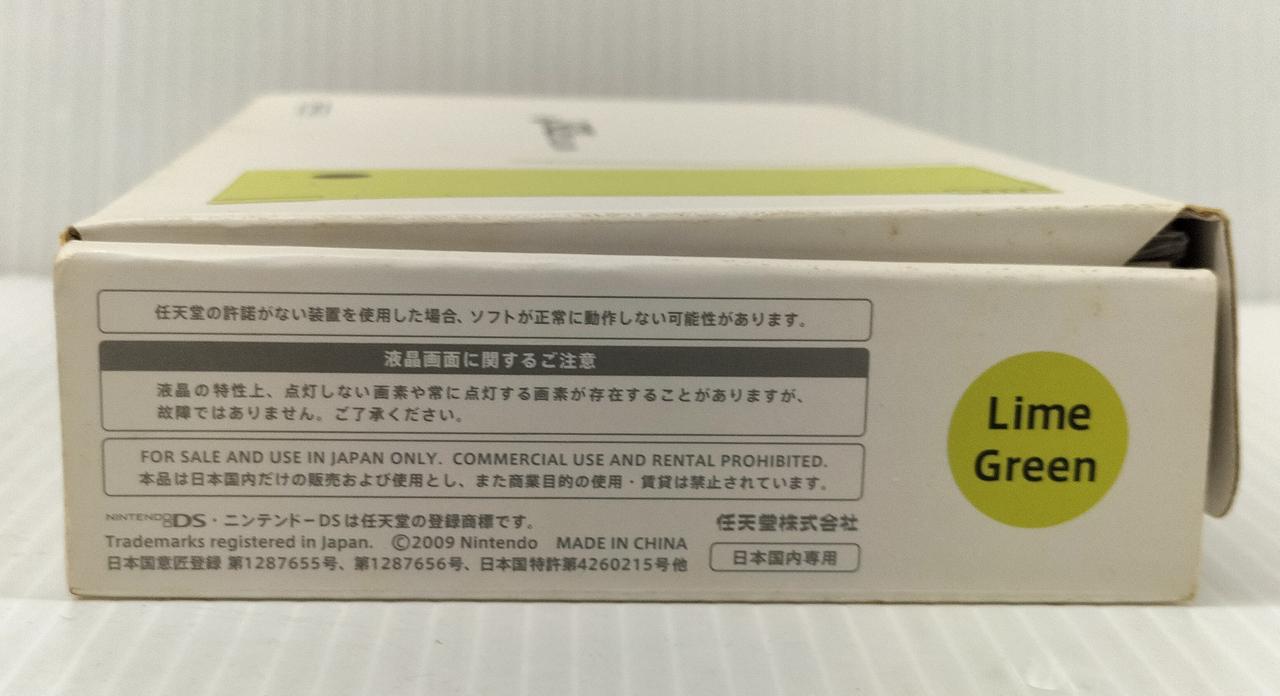 任天堂の許諾がない装置を使用した場合、ソフトが正常に動作しない可能性があります。
液晶画面に関するご注意
液晶の特性上、点灯しない画素や常に点灯する画素が存在することがありますが、
故障ではありません。ご了承ください。
FOR SALE AND USE IN JAPAN ONLY. COMMERCIAL USE AND RENTAL PROHIBITED.
本品は日本国内だけの販売および使用とし、また商業目的の使用・賃貸は禁止されています。
NINTENDO DS・ニンテンドーDSは任天堂の登録商標です。
Trademarks registered in Japan. ©2009 Nintendo MADE IN CHINA
日本国意匠登録 第1287655号、第1287656号、日本国特許第4260215号他
任天堂株式会社
日本国内専用
Lime
Green